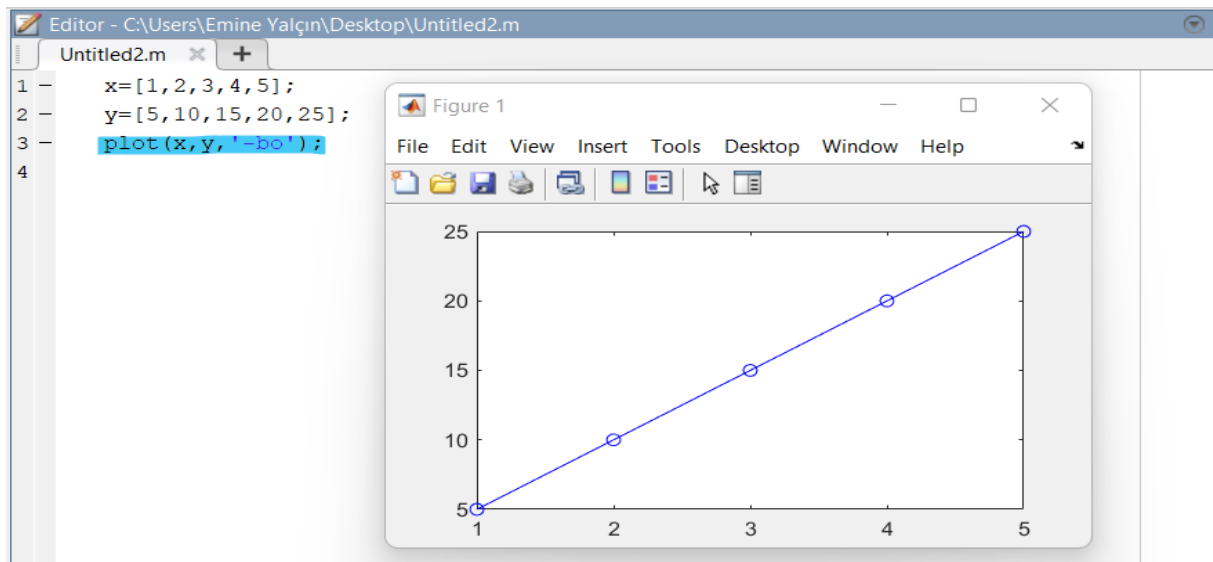 Editor - C:\Users\Emine Yalçın\Desktop\Untitled2.m
Untitled2.m
1 – x=[1,2,3,4,5];
2 – y=[5,10,15,20,25];
3 – plot(x,y,'-bo');
4
Figure 1
File Edit View Insert Tools Desktop Window Help
25
20
15
10
5
1 2 3 4 5